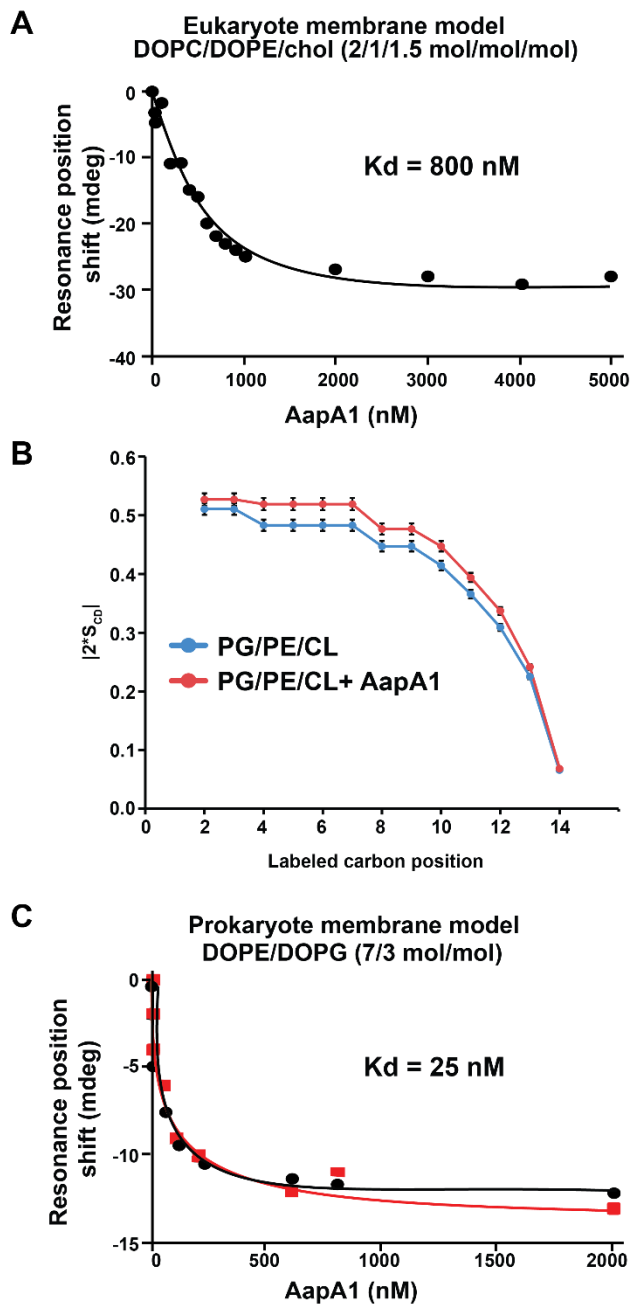 A
Eukaryote membrane model
DOPC/DOPE/chol (2/1/1.5 mol/mol/mol)
0
-10
-20
-30
-40
Resonance position
shift (mdeg)
Kd = 800 nM
0 1000 2000 3000 4000 5000
AapA1 (nM)
B
0.6
0.5
0.4
0.3
0.2
0.1
0.0
|2*S_CD|
PG/PE/CL
PG/PE/CL+ AapA1
0 2 4 6 8 10 12 14
Labeled carbon position
C
Prokaryote membrane model
DOPE/DOPG (7/3 mol/mol)
0
-5
-10
-15
Resonance position
shift (mdeg)
Kd = 25 nM
0 500 1000 1500 2000
AapA1 (nM)